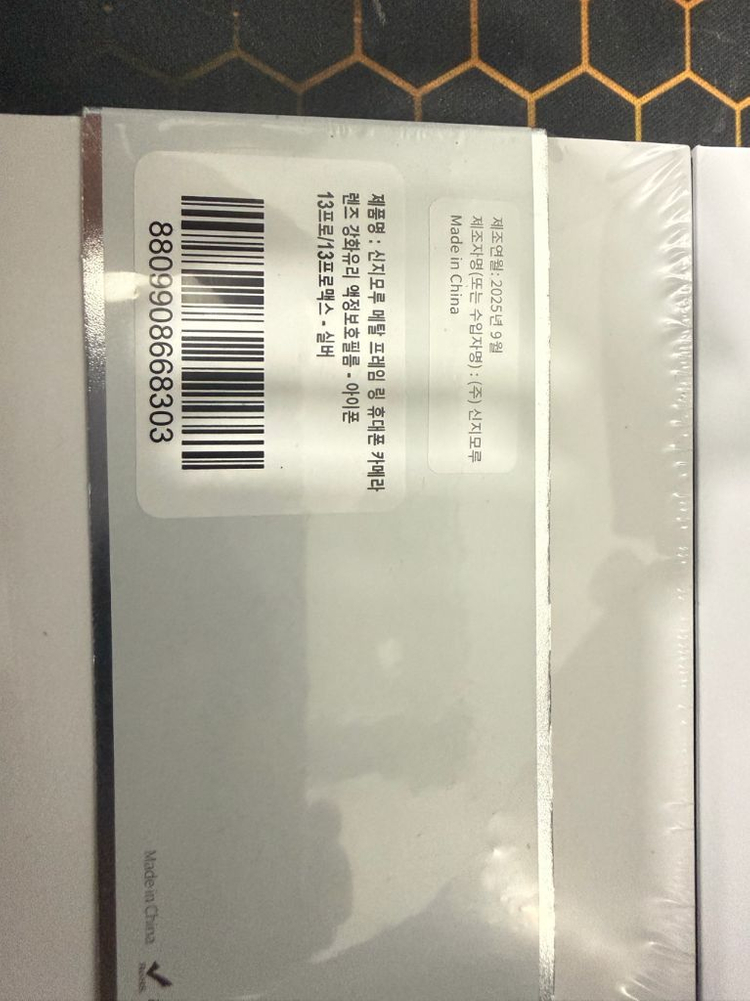 제조연월: 2025년 9월
제조자명(또는 수입자명) : (주) 신지모루
Made in China
제품명 : 신지모루 메탈 프레임 링 휴대폰 카메라
렌즈 강화유리 액정보호필름 - 아이폰
13프로/13프로맥스 - 실버
8809908668303
Made in China